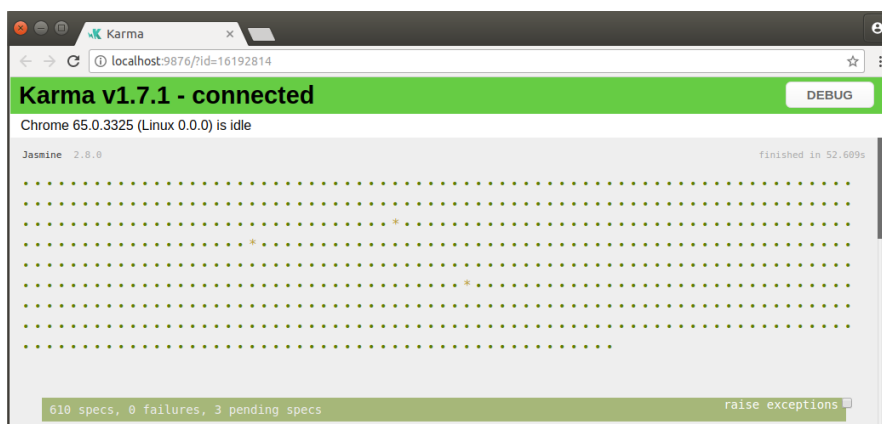 Karma
localhost:9876/?id=16192814
Karma v1.7.1 - connected
DEBUG
Chrome 65.0.3325 (Linux 0.0.0) is idle
Jasmine 2.8.0
finished in 52.609s
610 specs, 0 failures, 3 pending specs
raise exceptions